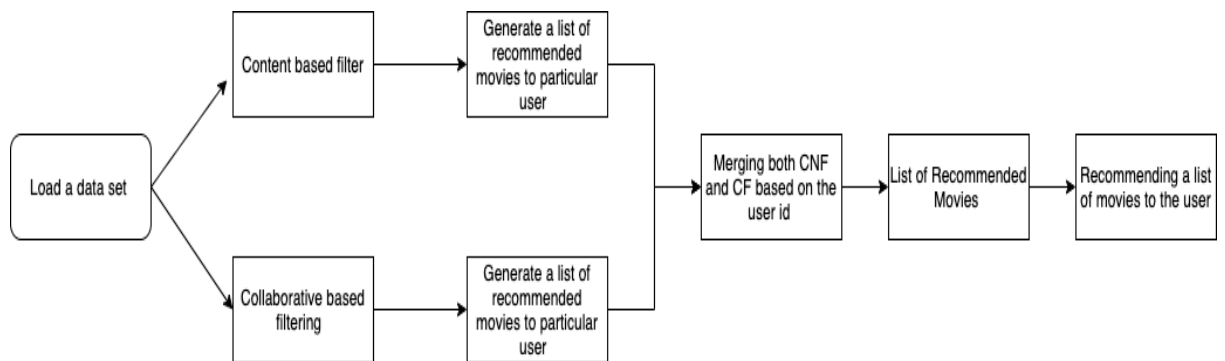 Load a data set
Content based filter
Generate a list of
recommended
movies to particular
user
Collaborative based
filtering
Generate a list of
recommended
movies to particular
user
Merging both CNF
and CF based on the
user id
List of Recommended
Movies
Recommending a list
of movies to the user